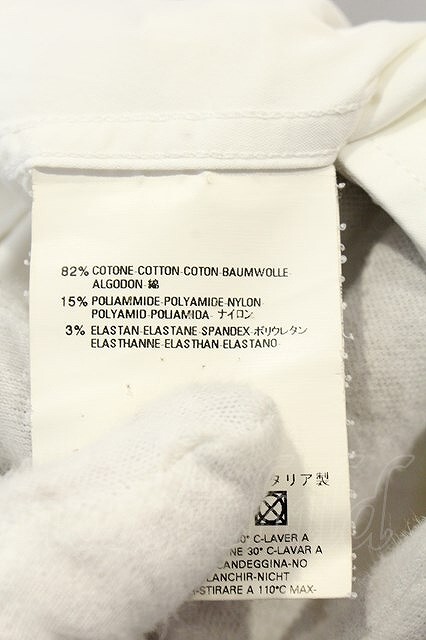 82% COTONE-COTTON-COTON-BAUMWOLLE
ALGODON-綿
15% POLIAMMIDE-POLYAMIDE-NYLON-
POLYAMID-POLIAMIDA- ナイロン
3% ELASTAN-ELASTANE-SPANDEX-ポリウレタン
ELASTHANNE-ELASTHAN-ELASTANO-
タリア製
0° C-LAVER A
NE 30° C-LAVAR A
CANDEGGINA-NO
LANCHIR-NICHT
-STIRARE A 110°C MAX-